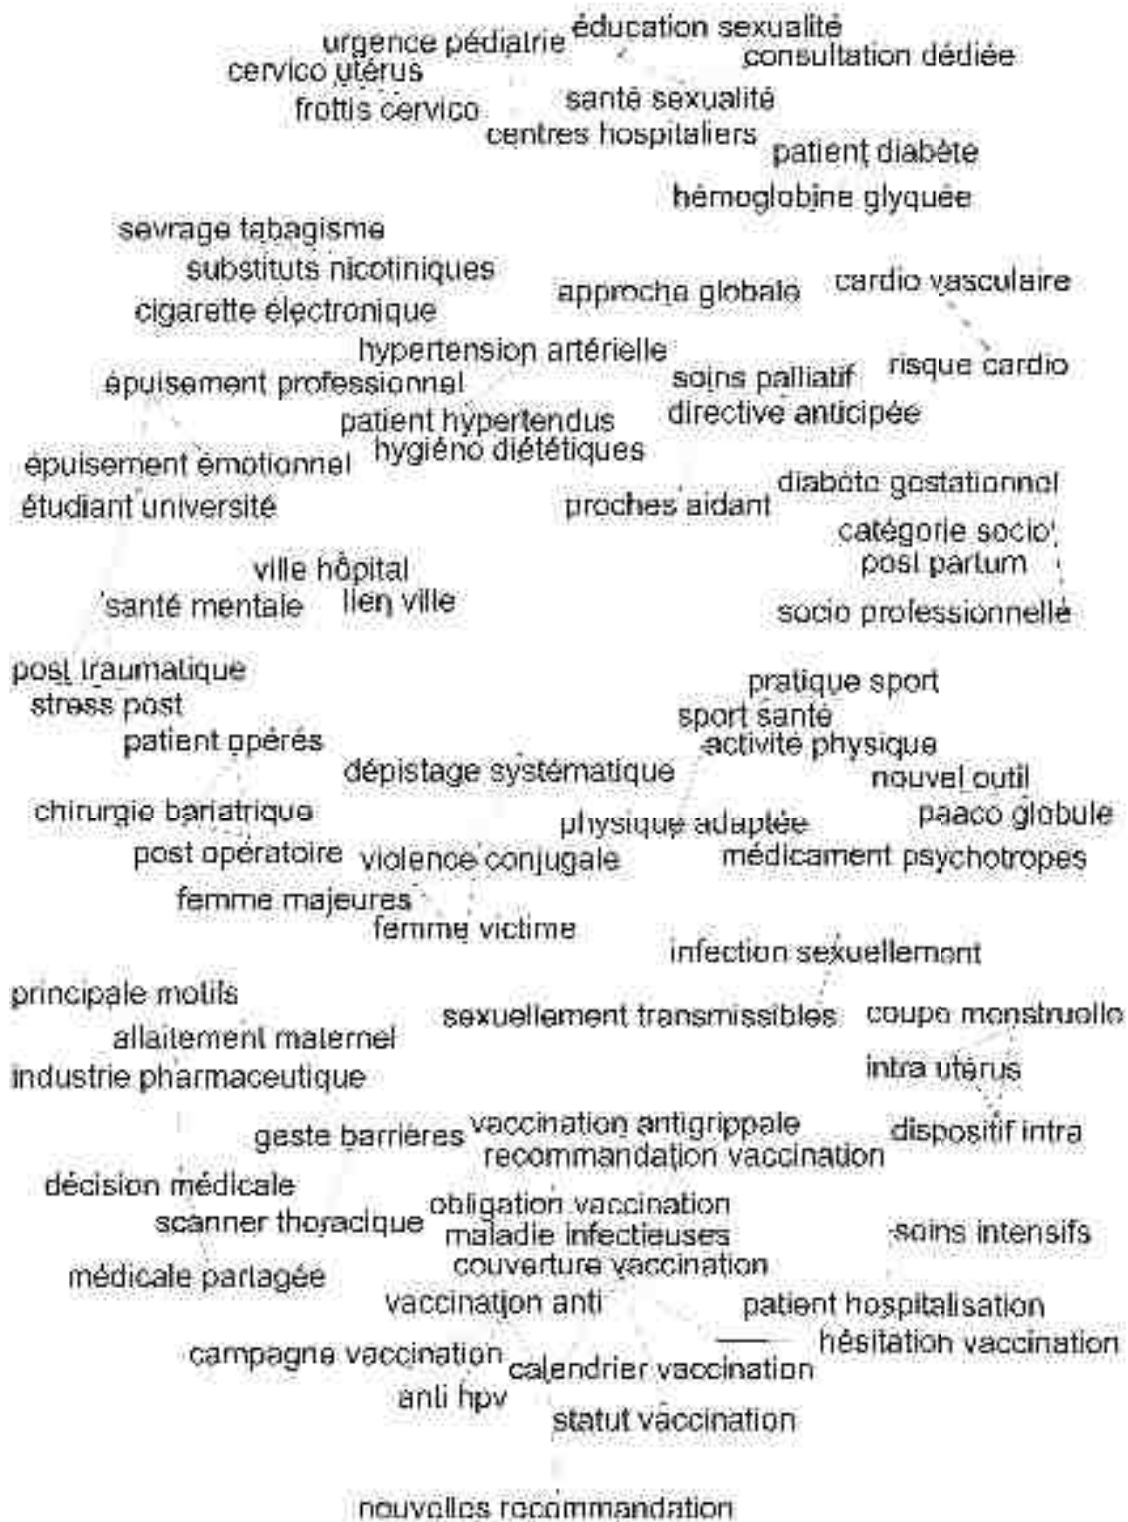 éducation sexualité
urgence pédiatrie
consultation dédiée
cervico utérus
santé sexualité
frottis cervico
centres hospitaliers
patient diabète
hémoglobine glyquée
sevrage tabagisme
substituts nicotiniques
cardio vasculaire
approche globale
cigarette électronique
hypertension artérielle
risque cardio
épuisement professionnel
soins palliatif
directive anticipée
patient hypertendus
hygiéno diététiques
épuisement émotionnel
diabète gestationnel
étudiant université
proches aidant
catégorie socio
post partum
ville hôpital
santé mentale
lien ville
socio professionnelle
post traumatique
pratique sport
stress post
sport santé
patient opérés
activité physique
dépistage systématique
nouvel outil
chirurgie bariatrique
paaco globule
physique adaptée
post opératoire
violence conjugale
médicament psychotropes
femme majeures
femme victime
infection sexuellement
principale motifs
sexuellement transmissibles
coupe menstruelle
allaitement maternel
intra utérus
industrie pharmaceutique
vaccination antigrippale
geste barrières
dispositif intra
recommandation vaccination
décision médicale
obligation vaccination
scanner thoracique
maladie infectieuses
soins intensifs
couverture vaccination
médicale partagée
vaccination anti
patient hospitalisation
hésitation vaccination
campagne vaccination
calendrier vaccination
anti hpv
statut vaccination
nouvelles recommandation